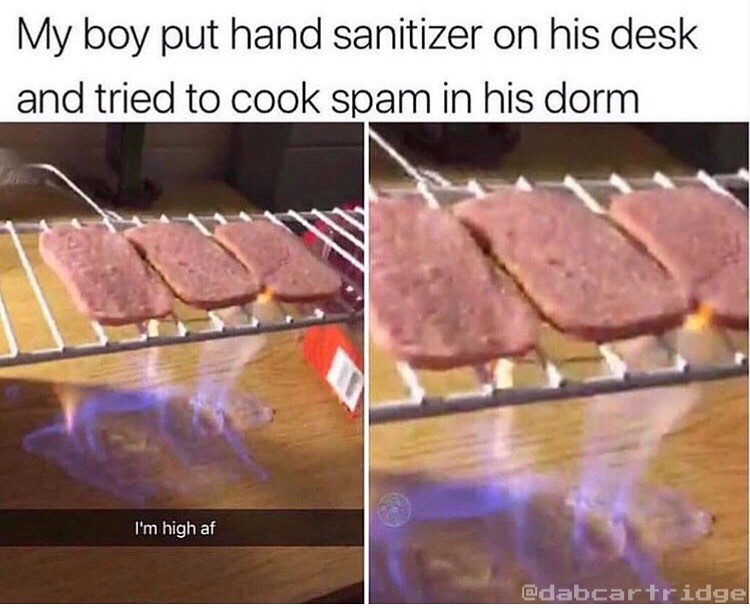 My boy put hand sanitizer on his desk
and tried to cook spam in his dorm
I'm high af
@dabcartridge